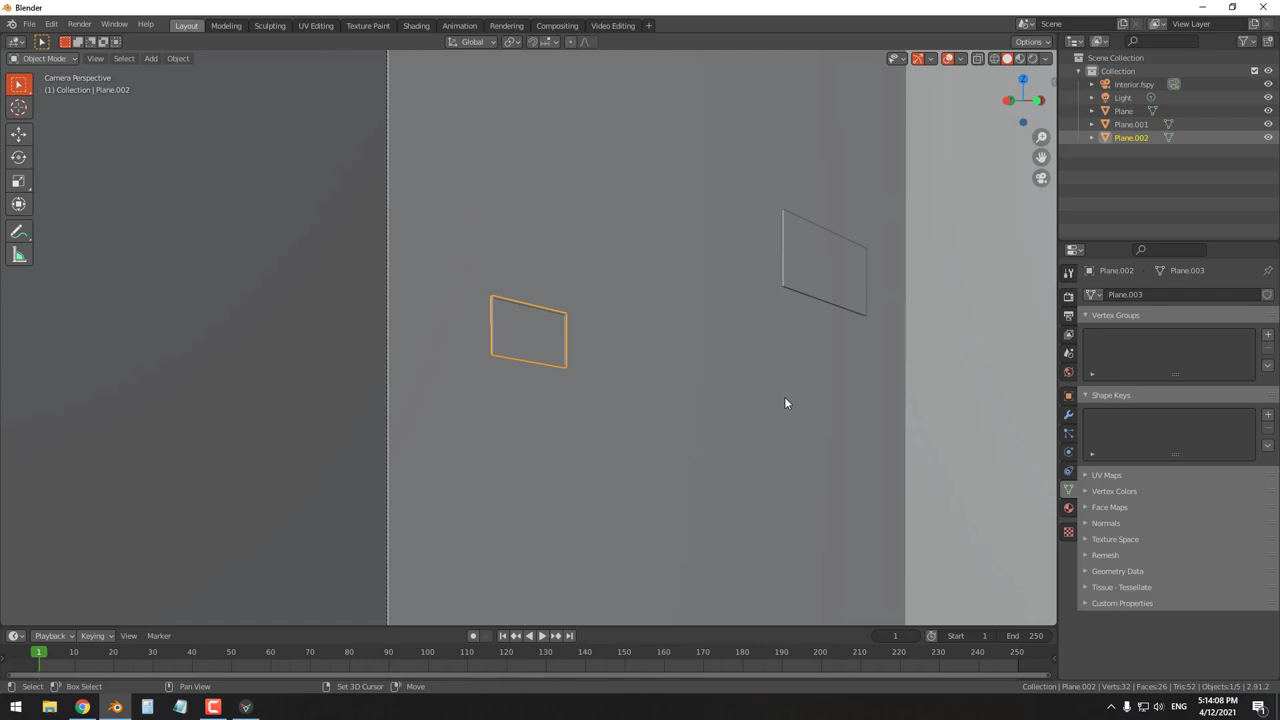 Blender
File Edit Render Window Help Layout Modeling Sculpting UV Editing Texture Paint Shading Animation Rendering Compositing Video Editing + Scene View Layer
Global Options
Object Mode View Select Add Object
Camera Perspective
(1) Collection | Plane.002
Z
Scene Collection
Collection
Interior.fspy
Light
Plane
Plane.001
Plane.002
Plane.002 Plane.003
Plane.003
Vertex Groups
Shape Keys
UV Maps
Vertex Colors
Face Maps
Normals
Texture Space
Remesh
Geometry Data
Tissue - Tessellate
Custom Properties
Playback Keying View Marker 1 Start 1 End 250
1 10 20 30 40 50 60 70 80 90 100 110 120 130 140 150 160 170 180 190 200 210 220 230 240 250
Select Box Select Pan View Set 3D Cursor Move Collection | Plane.002 | Verts:32 | Faces:26 | Tris:52 | Objects:1/5 | 2.91.2
ENG 5:14:08 PM
4/12/2021